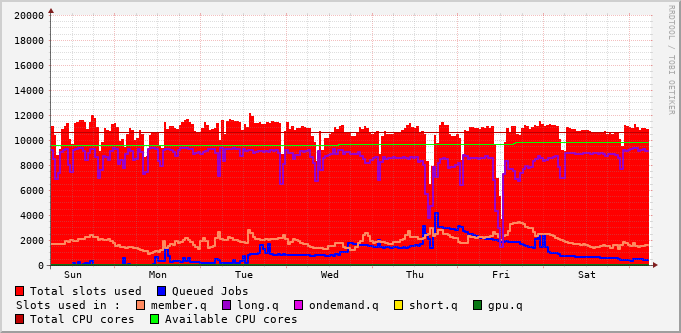 20000
18000
16000
14000
12000
10000
8000
6000
4000
2000
0
Sun Mon Tue Wed Thu Fri Sat
RRDTOOL / TOBI OETIKER
Total slots used Queued Jobs
Slots used in : member.q long.q ondemand.q short.q gpu.q
Total CPU cores Available CPU cores